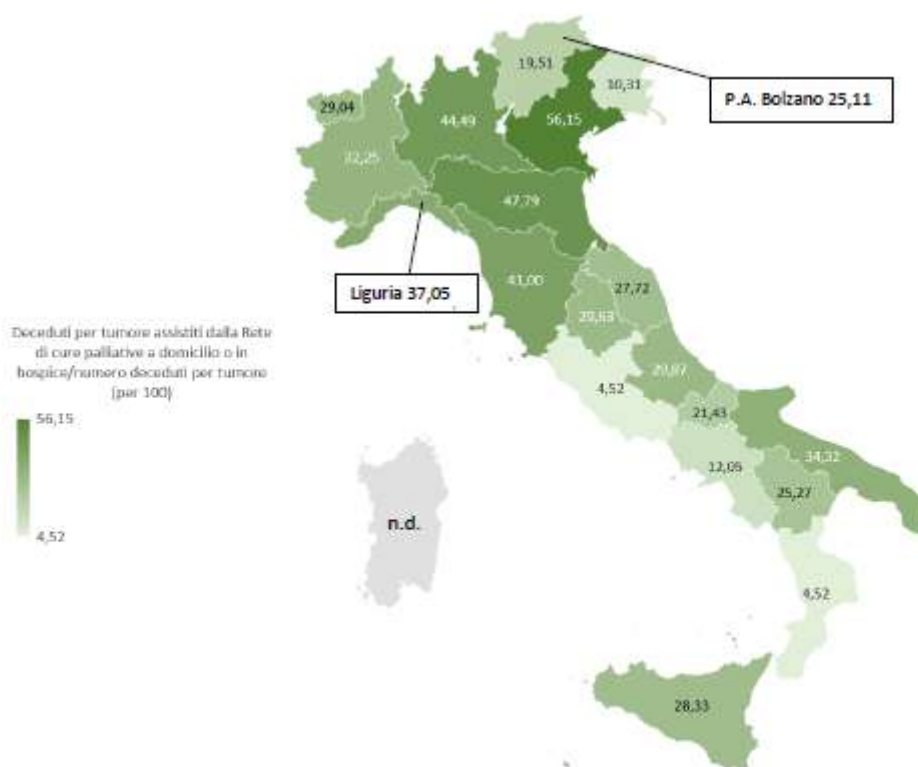 19,51
10,31
P.A. Bolzano 25,11
29,04
44,49
56,15
32,25
47,79
Liguria 37,05
41,00
27,72
29,63
Deceduti per tumore assistiti dalla Rete
di cure palliative a domicilio o in
hospice/numero deceduti per tumore
(per 100)
4,52
21,43
56,15
34,32
12,05
25,27
n.d.
4,52
4,52
28,33